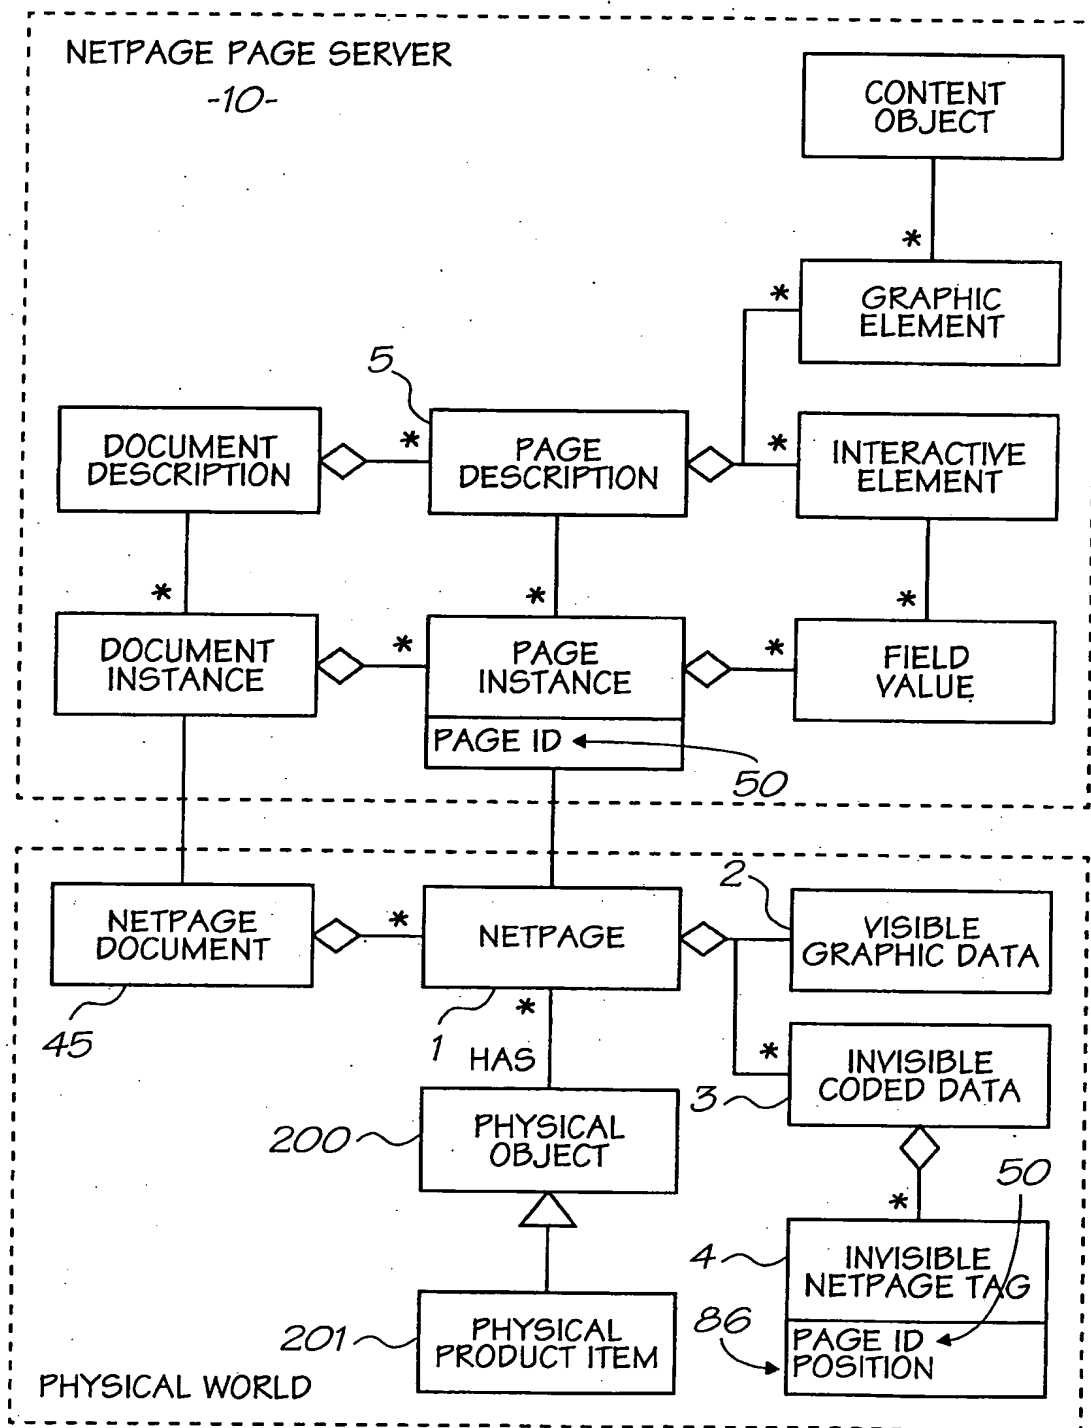 NETPAGE PAGE SERVER
-10-
CONTENT
OBJECT
*
GRAPHIC
ELEMENT
*
5
DOCUMENT
DESCRIPTION
*
PAGE
DESCRIPTION
*
INTERACTIVE
ELEMENT
*
*
*
DOCUMENT
INSTANCE
*
PAGE
INSTANCE
*
FIELD
VALUE
PAGE ID
50
NETPAGE
DOCUMENT
*
NETPAGE
2
VISIBLE
GRAPHIC DATA
45
1
*
HAS
*
3
INVISIBLE
CODED DATA
200
PHYSICAL
OBJECT
50
*
4
INVISIBLE
NETPAGE TAG
201
PHYSICAL
PRODUCT ITEM
86
PAGE ID
POSITION
PHYSICAL WORLD